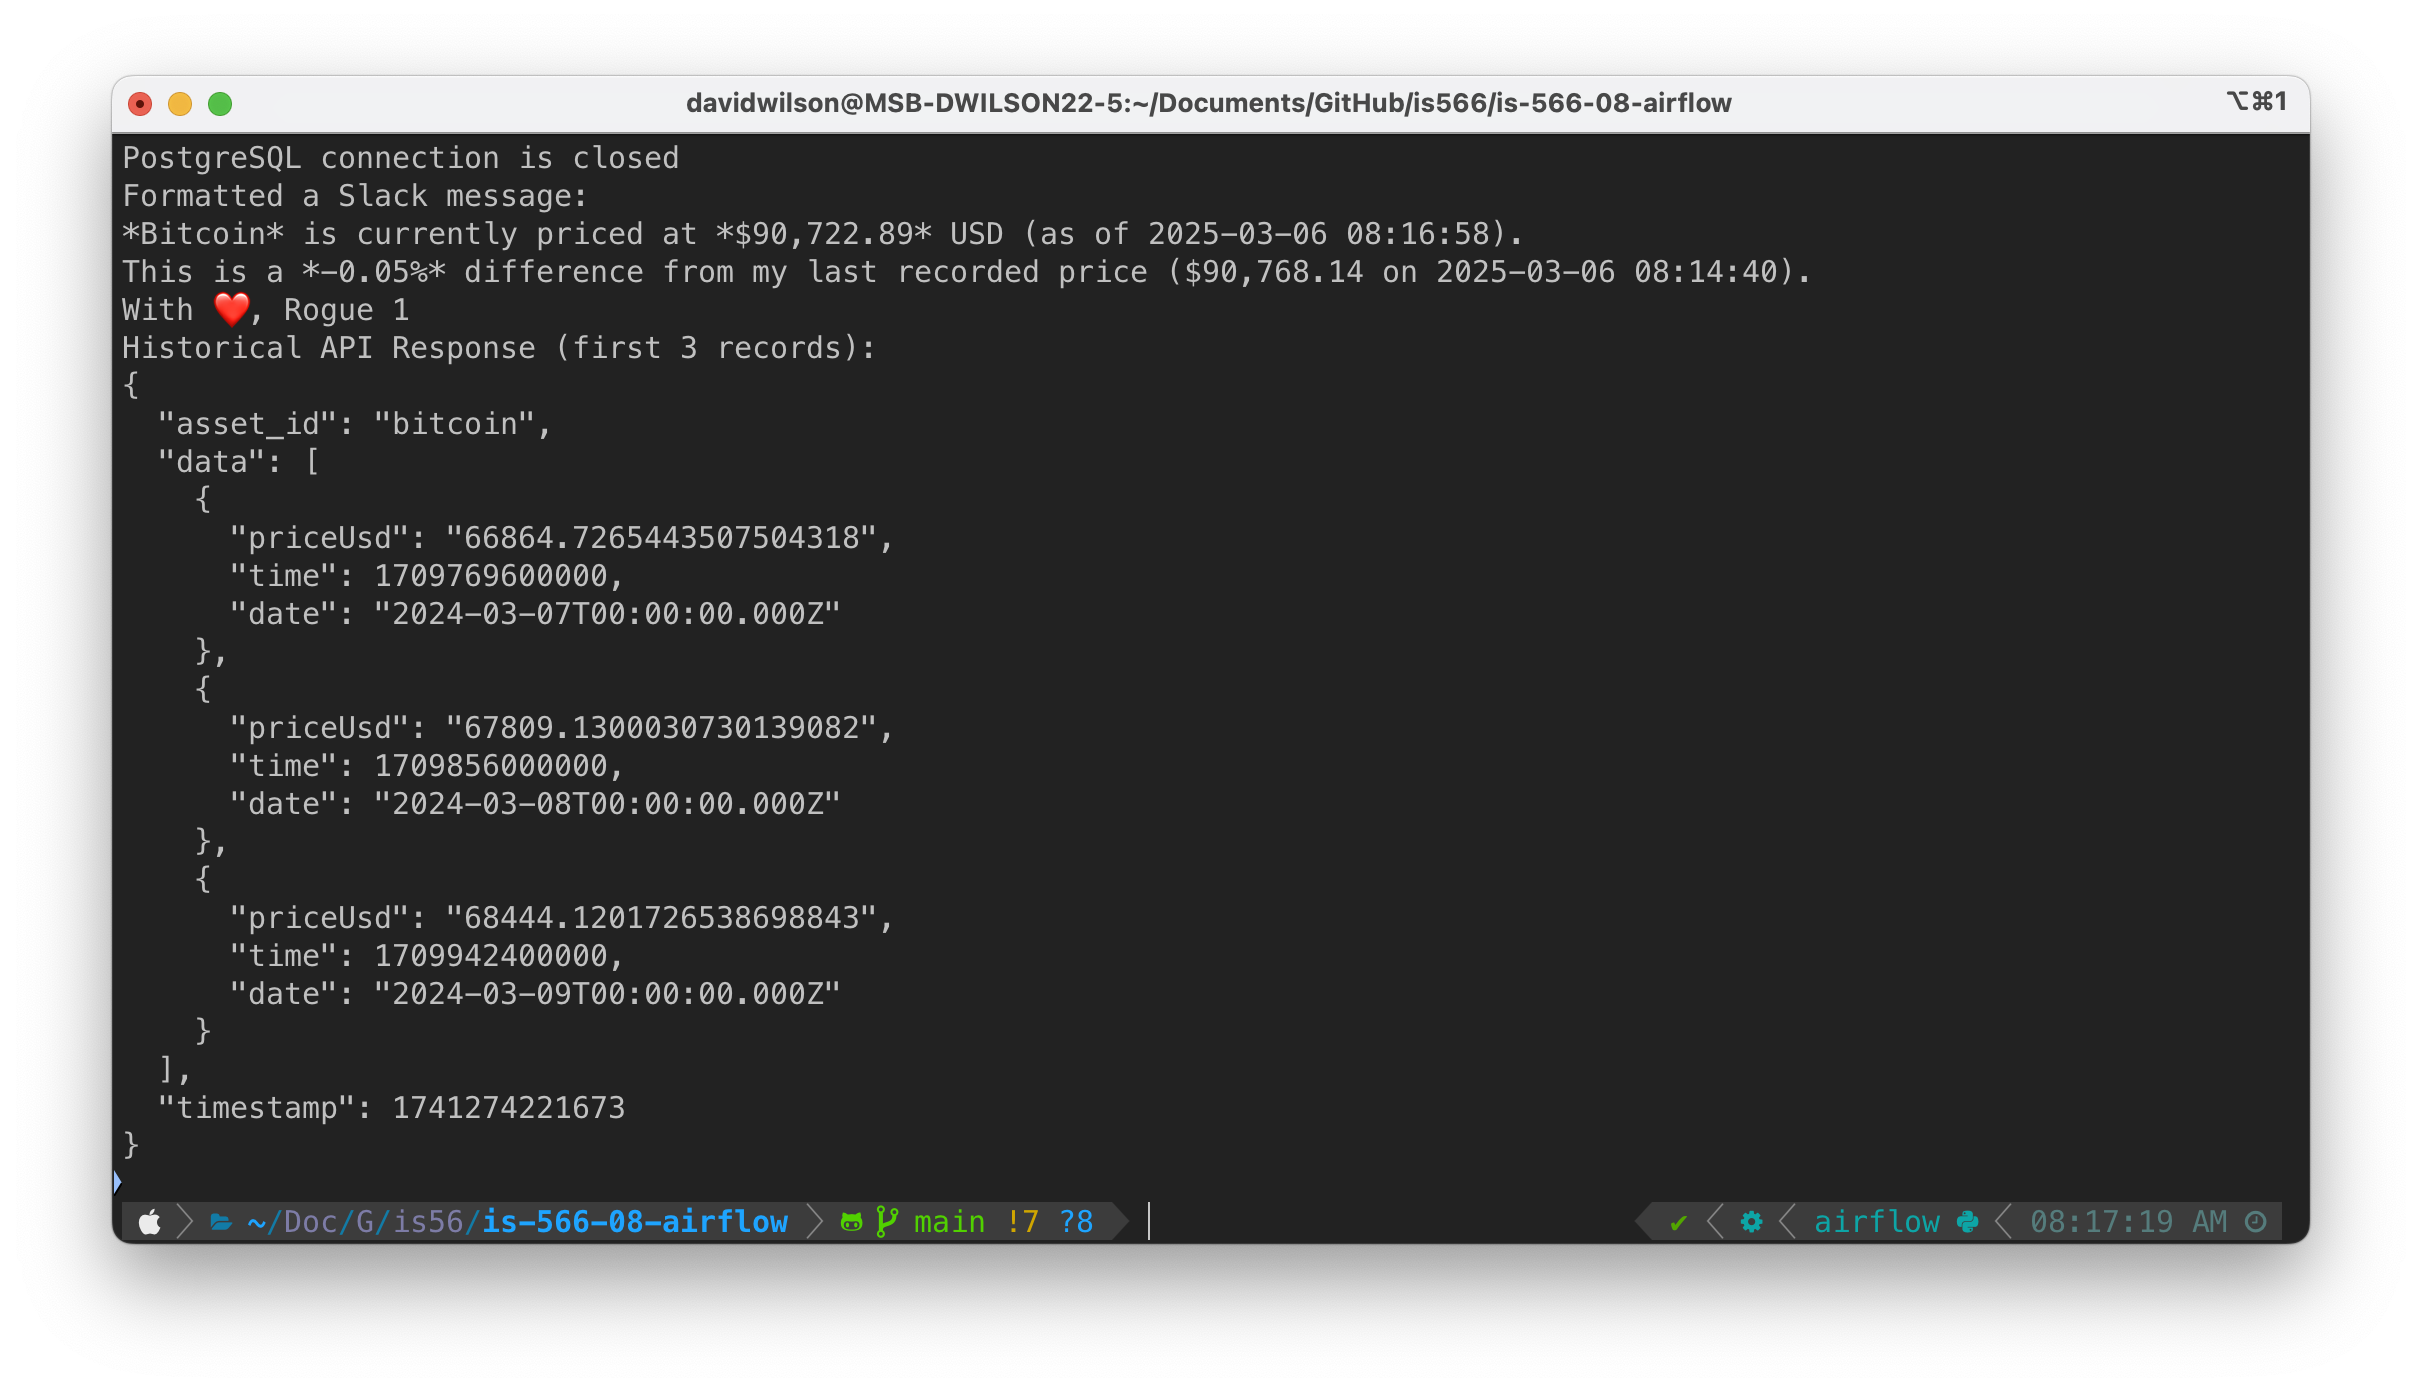 davidwilson@MSB-DWILSON22-5:~/Documents/GitHub/is566/is-566-08-airflow ⌥⌘1
PostgreSQL connection is closed
Formatted a Slack message:
*Bitcoin* is currently priced at *$90,722.89* USD (as of 2025-03-06 08:16:58).
This is a *-0.05%* difference from my last recorded price ($90,768.14 on 2025-03-06 08:14:40).
With ❤️, Rogue 1
Historical API Response (first 3 records):
{
  "asset_id": "bitcoin",
  "data": [
    {
      "priceUsd": "66864.7265443507504318",
      "time": 1709769600000,
      "date": "2024-03-07T00:00:00.000Z"
    },
    {
      "priceUsd": "67809.1300030730139082",
      "time": 1709856000000,
      "date": "2024-03-08T00:00:00.000Z"
    },
    {
      "priceUsd": "68444.1201726538698843",
      "time": 1709942400000,
      "date": "2024-03-09T00:00:00.000Z"
    }
  ],
  "timestamp": 1741274221673
}
~/Doc/G/is56/is-566-08-airflow main !7 ?8 ✔ airflow 08:17:19 AM